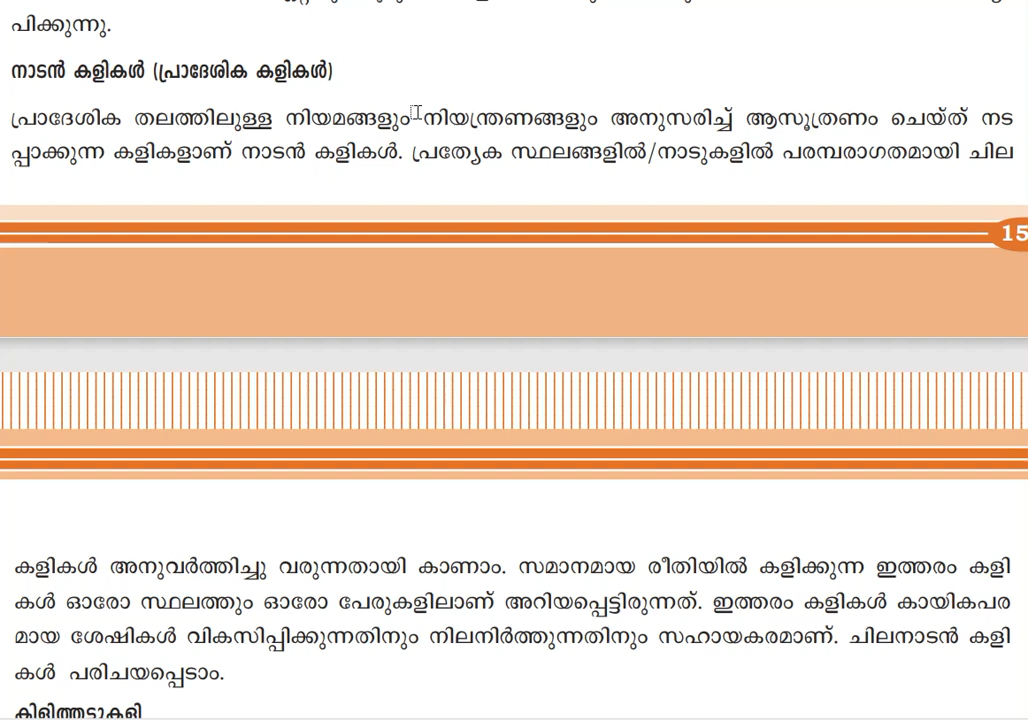 പിക്കുന്നു.
നാടൻ കളികൾ (പ്രാദേശിക കളികൾ)
പ്രാദേശിക തലത്തിലുള്ള നിയമങ്ങളും നിയന്ത്രണങ്ങളും അനുസരിച്ച് ആസൂത്രണം ചെയ്ത് നട
പ്പാക്കുന്ന കളികളാണ് നാടൻ കളികൾ. പ്രത്യേക സ്ഥലങ്ങളിൽ/നാടുകളിൽ പരമ്പരാഗതമായി ചില
15
കളികൾ അനുവർത്തിച്ചു വരുന്നതായി കാണാം. സമാനമായ രീതിയിൽ കളിക്കുന്ന ഇത്തരം കളി
കൾ ഓരോ സ്ഥലത്തും ഓരോ പേരുകളിലാണ് അറിയപ്പെട്ടിരുന്നത്. ഇത്തരം കളികൾ കായികപര
മായ ശേഷികൾ വികസിപ്പിക്കുന്നതിനും നിലനിർത്തുന്നതിനും സഹായകരമാണ്. ചിലനാടൻ കളി
കൾ പരിചയപ്പെടാം.
കിളിത്തട്ടുകളി